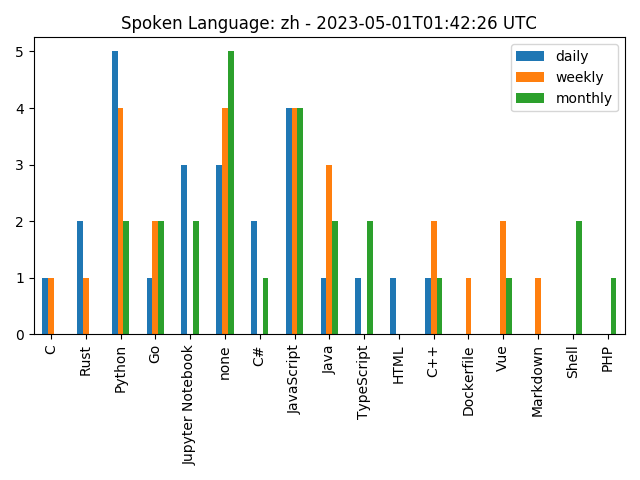 Spoken Language: zh - 2023-05-01T01:42:26 UTC
daily
weekly
monthly
5
4
3
2
1
0
C
Rust
Python
Go
Jupyter Notebook
none
C#
JavaScript
Java
TypeScript
HTML
C++
Dockerfile
Vue
Markdown
Shell
PHP